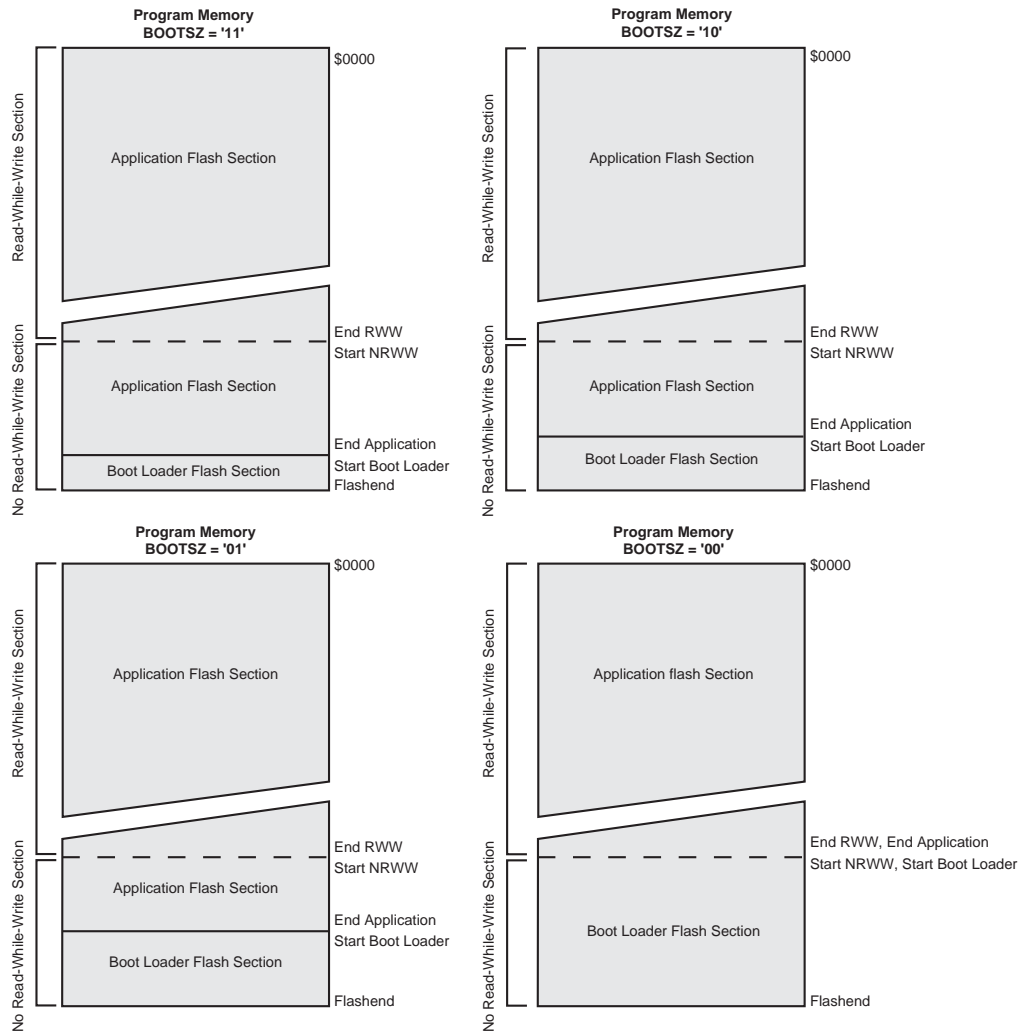 Program Memory
BOOTSZ = '11'
$0000
Read-While-Write Section
Application Flash Section
End RWW
Start NRWW
No Read-While-Write Section
Application Flash Section
End Application
Start Boot Loader
Boot Loader Flash Section
Flashend
Program Memory
BOOTSZ = '10'
$0000
Read-While-Write Section
Application Flash Section
End RWW
Start NRWW
No Read-While-Write Section
Application Flash Section
End Application
Start Boot Loader
Boot Loader Flash Section
Flashend
Program Memory
BOOTSZ = '01'
$0000
Read-While-Write Section
Application Flash Section
End RWW
Start NRWW
No Read-While-Write Section
Application Flash Section
End Application
Start Boot Loader
Boot Loader Flash Section
Flashend
Program Memory
BOOTSZ = '00'
$0000
Read-While-Write Section
Application flash Section
End RWW, End Application
Start NRWW, Start Boot Loader
No Read-While-Write Section
Boot Loader Flash Section
Flashend